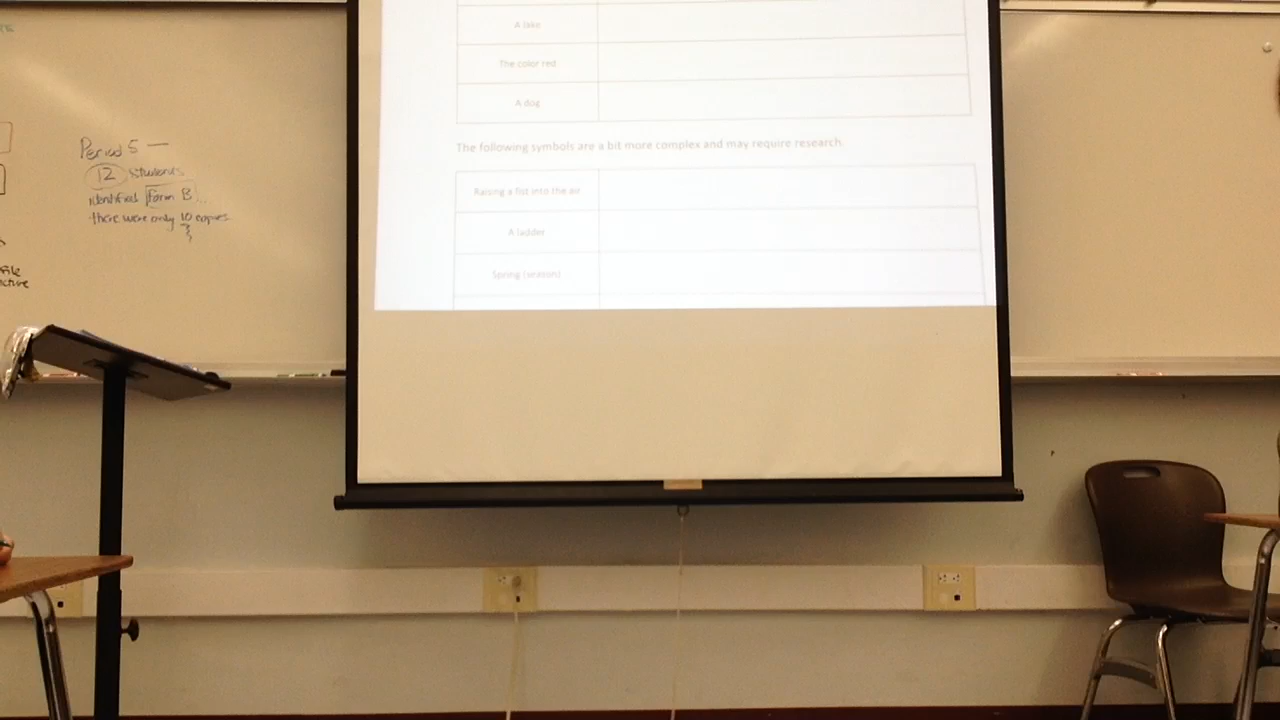 Period 5 —
12 students
identified form B...
there were only 10 copies
A lake
The color red
A dog
The following symbols are a bit more complex and may require research.
Raising a fist into the air
A ladder
Spring (season)